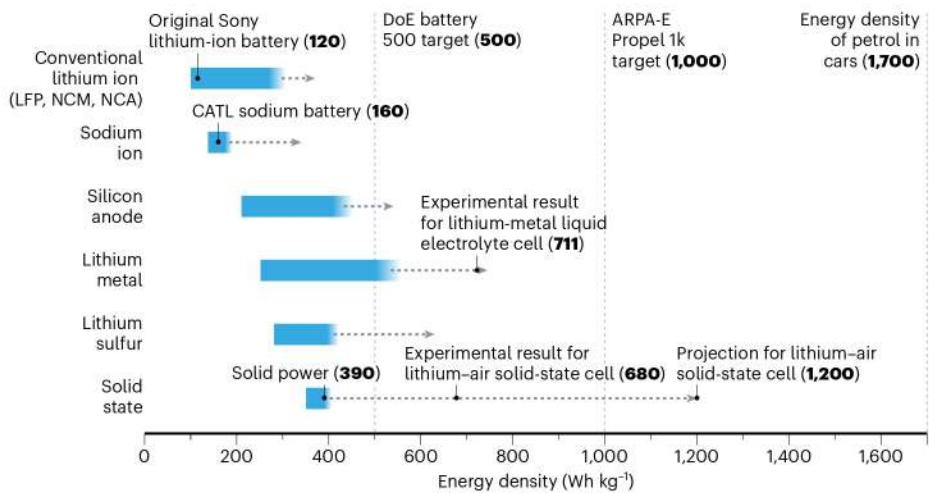 Original Sony
lithium-ion battery (120)
DoE battery
500 target (500)
ARPA-E
Propel 1k
target (1,000)
Energy density
of petrol in
cars (1,700)
Conventional
lithium ion
(LFP, NCM, NCA)
CATL sodium battery (160)
Sodium
ion
Silicon
anode
Experimental result
for lithium-metal liquid
electrolyte cell (711)
Lithium
metal
Lithium
sulfur
Solid power (390)
Experimental result for
lithium–air solid-state cell (680)
Projection for lithium–air
solid-state cell (1,200)
Solid
state
0 200 400 600 800 1,000 1,200 1,400 1,600
Energy density (Wh kg⁻¹)